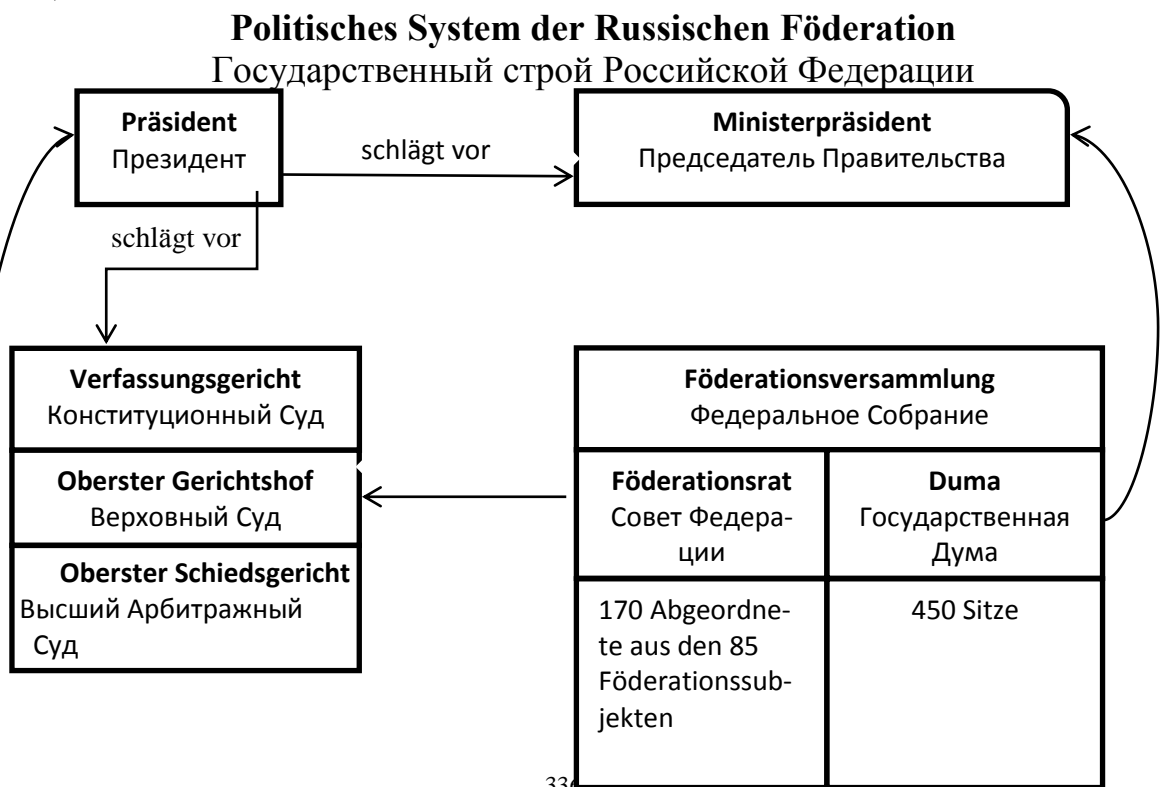 Politisches System der Russischen Föderation
Государственный строй Российской Федерации
Präsident
Президент
schlägt vor
Ministerpräsident
Председатель Правительства
schlägt vor
Verfassungsgericht
Конституционный Суд
Oberster Gerichtshof
Верховный Суд
Oberster Schiedsgericht
Высший Арбитражный
Суд
Föderationsversammlung
Федеральное Собрание
Föderationsrat
Совет Федера-
ции
Duma
Государственная
Дума
170 Abgeordne-
te aus den 85
Föderationssub-
jekten
450 Sitze